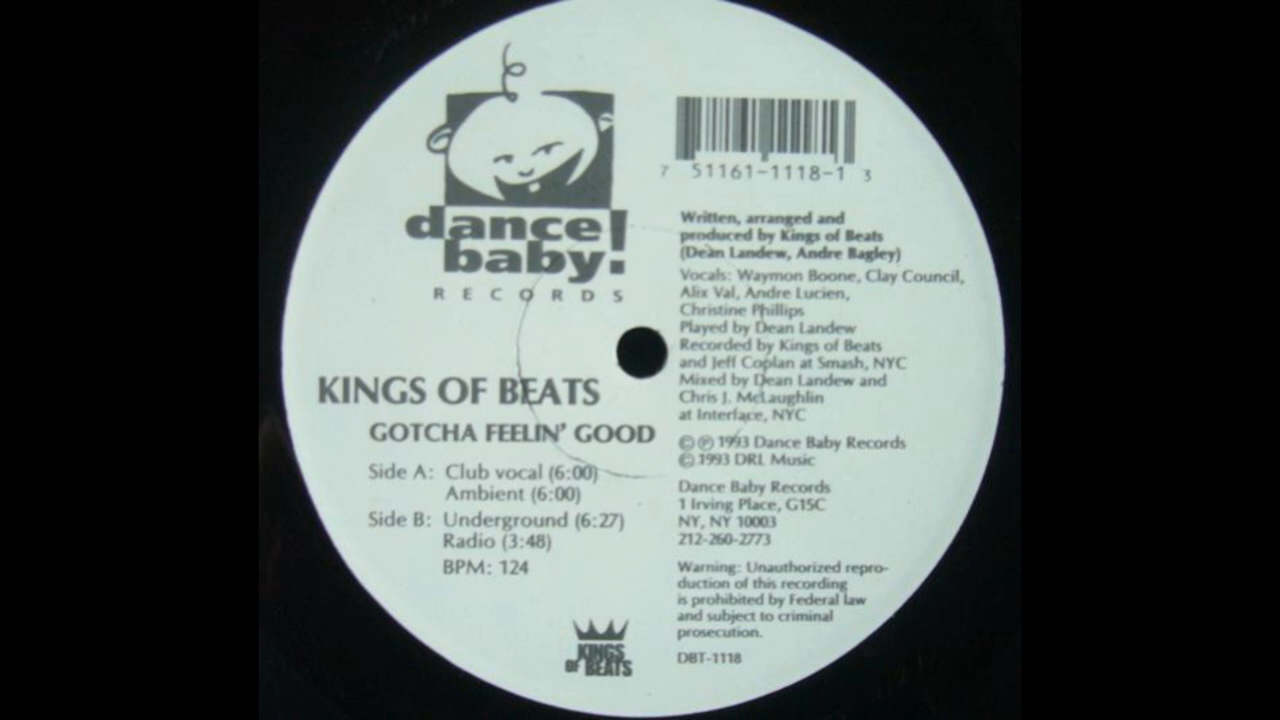 dance
baby!
RECORDS
KINGS OF BEATS
GOTCHA FEELIN' GOOD
Side A: Club vocal (6:00)
Ambient (6:00)
Side B: Underground (6:27)
Radio (3:48)
BPM: 124
KINGS
OF BEATS
7 51161-1118-1 3
Written, arranged and
produced by Kings of Beats
(Dean Landew, Andre Bagley)
Vocals: Waymon Boone, Clay Council,
Alix Val, Andre Lucien,
Christine Phillips
Played by Dean Landew
Recorded by Kings of Beats
and Jeff Coplan at Smash, NYC
Mixed by Dean Landew and
Chris J. McLaughlin
at Interface, NYC
© ℗ 1993 Dance Baby Records
© 1993 DRL Music
Dance Baby Records
1 Irving Place, G15C
NY, NY 10003
212-260-2773
Warning: Unauthorized repro-
duction of this recording
is prohibited by Federal law
and subject to criminal
prosecution.
DBT-1118